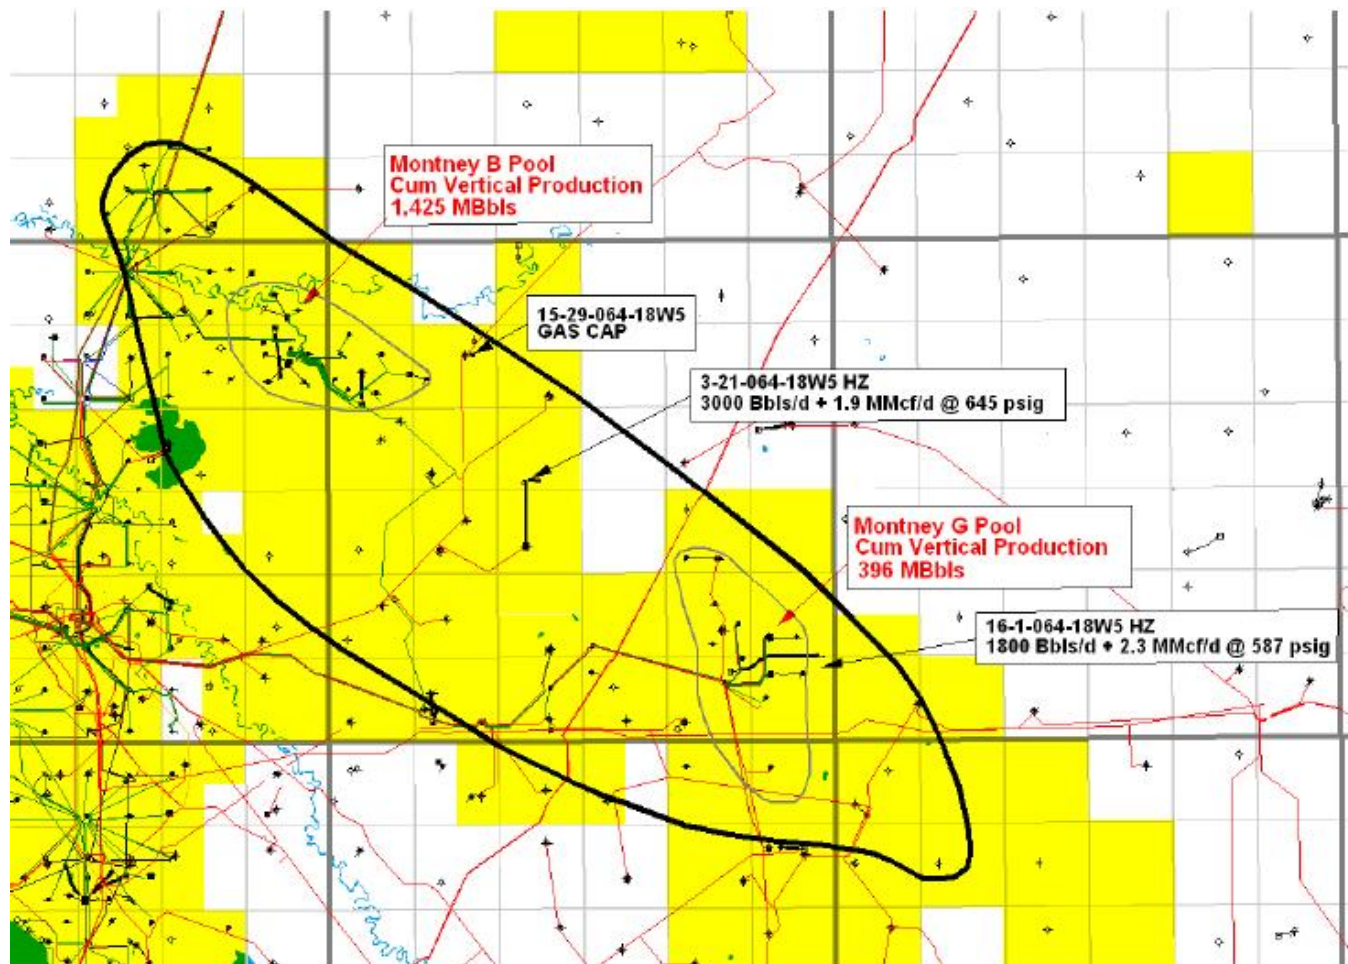 Montney B Pool
Cum Vertical Production
1,425 MBbls
15-29-064-18W5
GAS CAP
3-21-064-18W5 HZ
3000 Bbls/d + 1.9 MMcf/d @ 645 psig
Montney G Pool
Cum Vertical Production
396 MBbls
16-1-064-18W5 HZ
1800 Bbls/d + 2.3 MMcf/d @ 587 psig